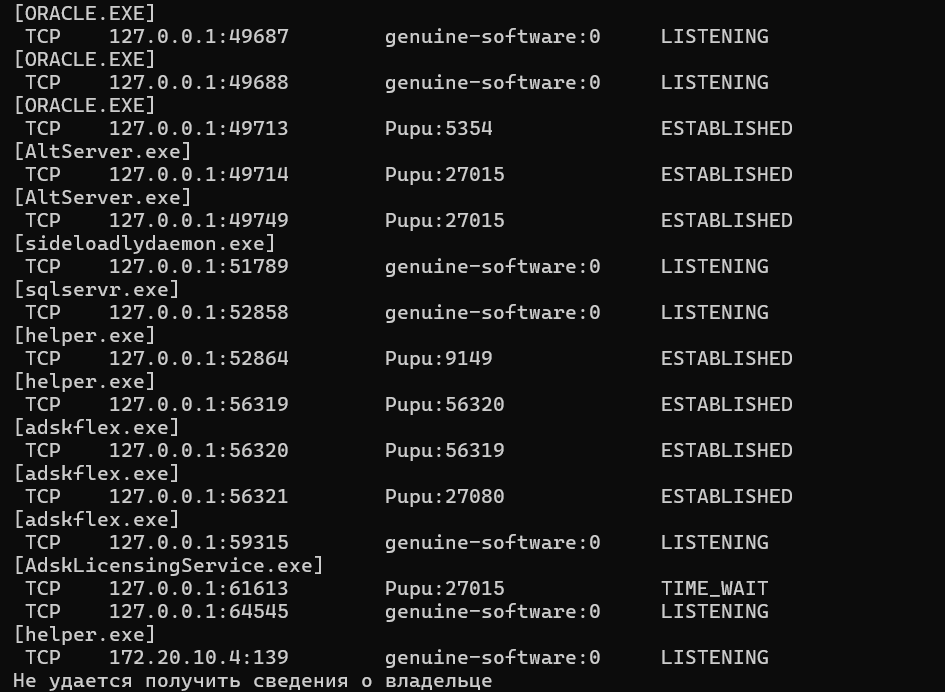 [ORACLE.EXE]
TCP 127.0.0.1:49687 genuine-software:0 LISTENING
[ORACLE.EXE]
TCP 127.0.0.1:49688 genuine-software:0 LISTENING
[ORACLE.EXE]
TCP 127.0.0.1:49713 Pupu:5354 ESTABLISHED
[AltServer.exe]
TCP 127.0.0.1:49714 Pupu:27015 ESTABLISHED
[AltServer.exe]
TCP 127.0.0.1:49749 Pupu:27015 ESTABLISHED
[sideloadlydaemon.exe]
TCP 127.0.0.1:51789 genuine-software:0 LISTENING
[sqlservr.exe]
TCP 127.0.0.1:52858 genuine-software:0 LISTENING
[helper.exe]
TCP 127.0.0.1:52864 Pupu:9149 ESTABLISHED
[helper.exe]
TCP 127.0.0.1:56319 Pupu:56320 ESTABLISHED
[adskflex.exe]
TCP 127.0.0.1:56320 Pupu:56319 ESTABLISHED
[adskflex.exe]
TCP 127.0.0.1:56321 Pupu:27080 ESTABLISHED
[adskflex.exe]
TCP 127.0.0.1:59315 genuine-software:0 LISTENING
[AdskLicensingService.exe]
TCP 127.0.0.1:61613 Pupu:27015 TIME_WAIT
TCP 127.0.0.1:64545 genuine-software:0 LISTENING
[helper.exe]
TCP 172.20.10.4:139 genuine-software:0 LISTENING
Не удается получить сведения о владельце